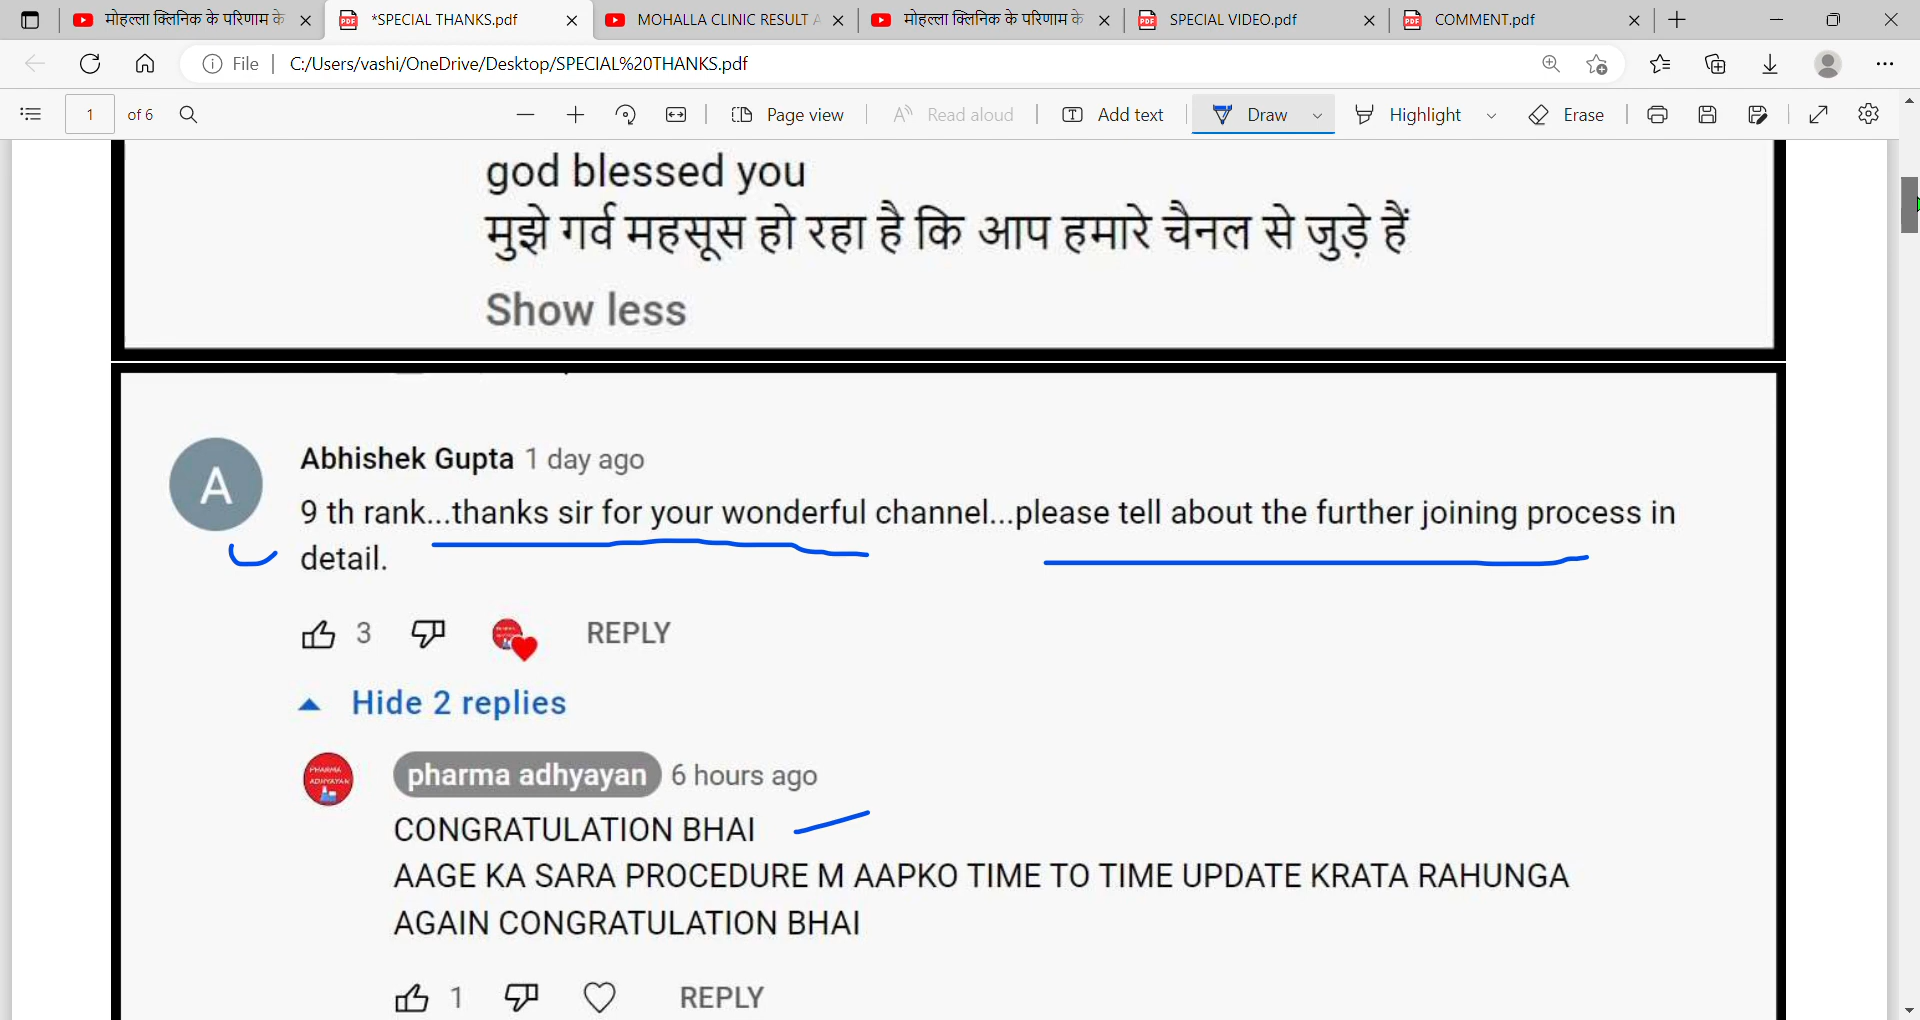 मोहल्ला क्लिनिक के परिणाम के
*SPECIAL THANKS.pdf
MOHALLA CLINIC RESULT A
मोहल्ला क्लिनिक के परिणाम के
SPECIAL VIDEO.pdf
COMMENT.pdf
File
C:/Users/vashi/OneDrive/Desktop/SPECIAL%20THANKS.pdf
1 of 6
Page view
Read aloud
Add text
Draw
Highlight
Erase
god blessed you
मुझे गर्व महसूस हो रहा है कि आप हमारे चैनल से जुड़े हैं
Show less
A
Abhishek Gupta 1 day ago
9 th rank...thanks sir for your wonderful channel...please tell about the further joining process in
detail.
3
REPLY
Hide 2 replies
PHARMA
ADHYAYAN
pharma adhyayan 6 hours ago
CONGRATULATION BHAI
AAGE KA SARA PROCEDURE M AAPKO TIME TO TIME UPDATE KRATA RAHUNGA
AGAIN CONGRATULATION BHAI
1
REPLY